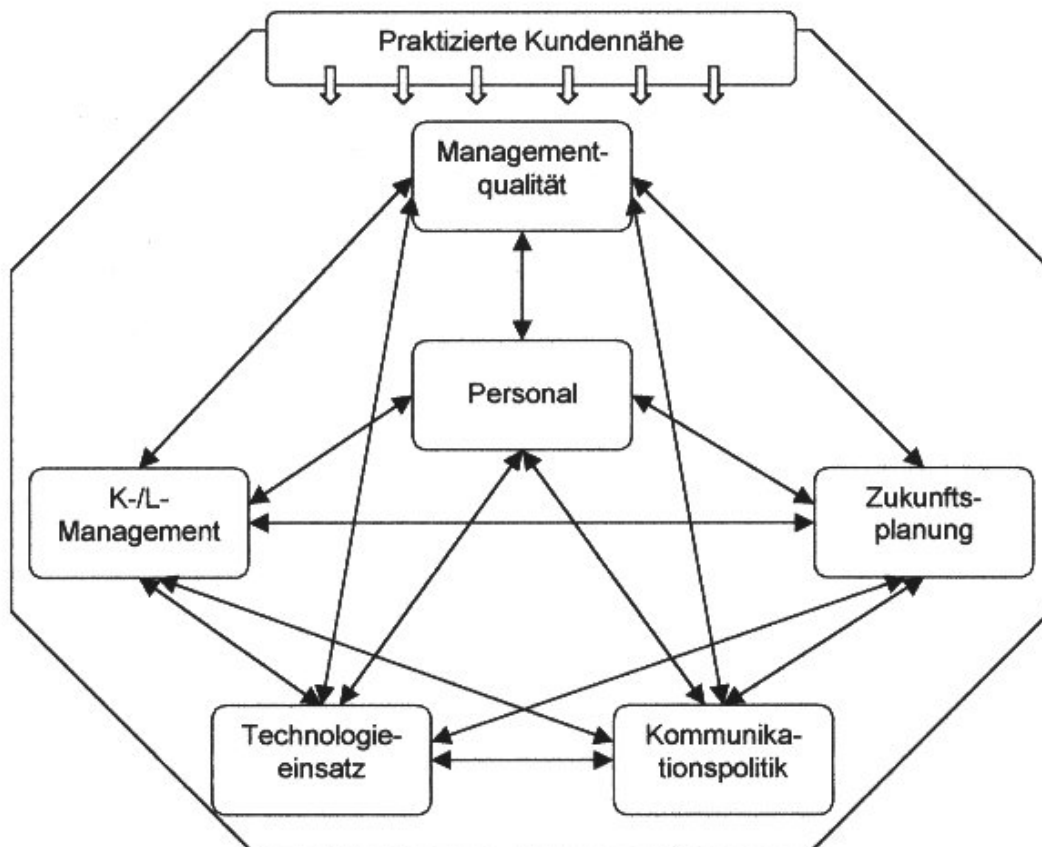 Praktizierte Kundennähe
Management-
qualität
Personal
K-/L-
Management
Zukunfts-
planung
Technologie-
einsatz
Kommunika-
tionspolitik